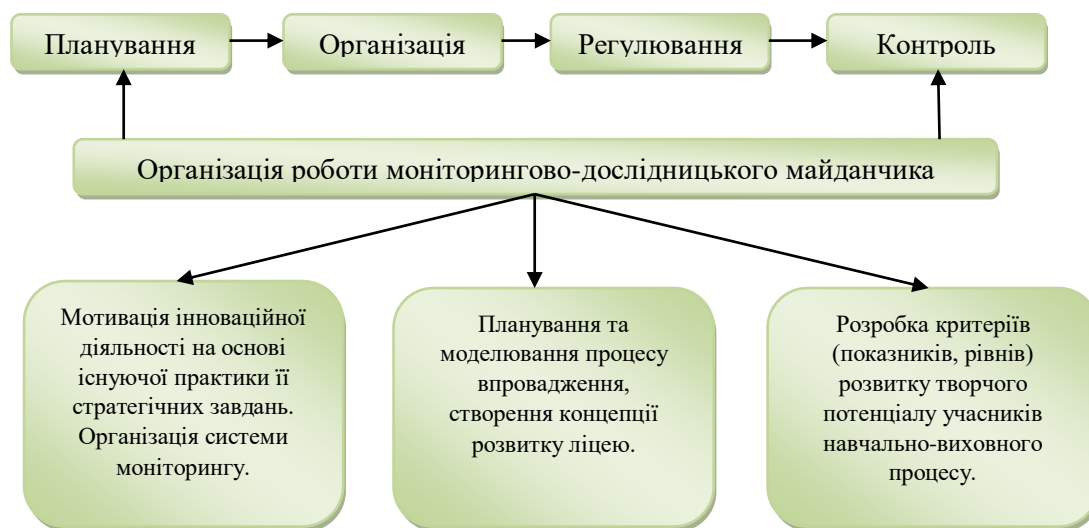 Планування
Організація
Регулювання
Контроль
Організація роботи моніторингово-дослідницького майданчика
Мотивація інноваційної
діяльності на основі
існуючої практики її
стратегічних завдань.
Організація системи
моніторингу.
Планування та
моделювання процесу
впровадження,
створення концепції
розвитку ліцею.
Розробка критеріїв
(показників, рівнів)
розвитку творчого
потенціалу учасників
навчально-виховного
процесу.